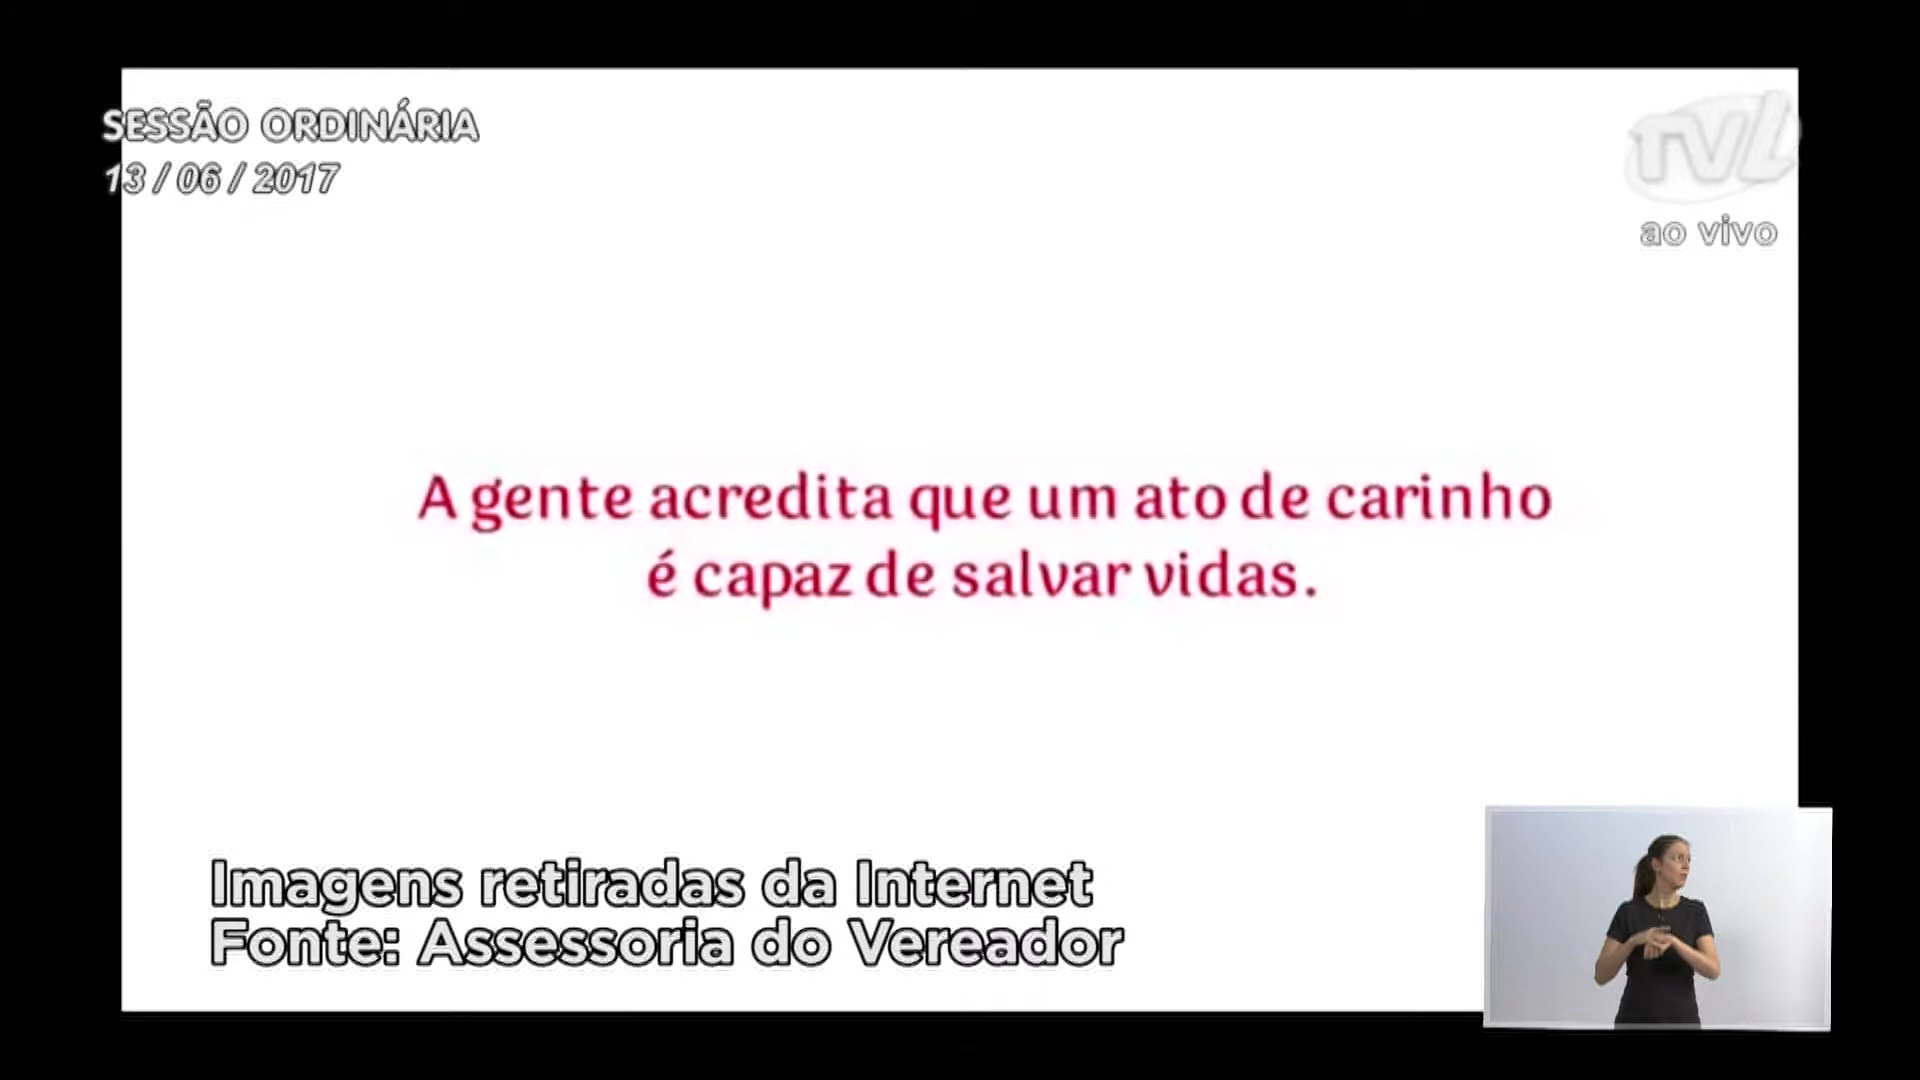 SESSÃO ORDINÁRIA
13 / 06 / 2017
TVL
ao vivo
A gente acredita que um ato de carinho
é capaz de salvar vidas.
Imagens retiradas da Internet
Fonte: Assessoria do Vereador